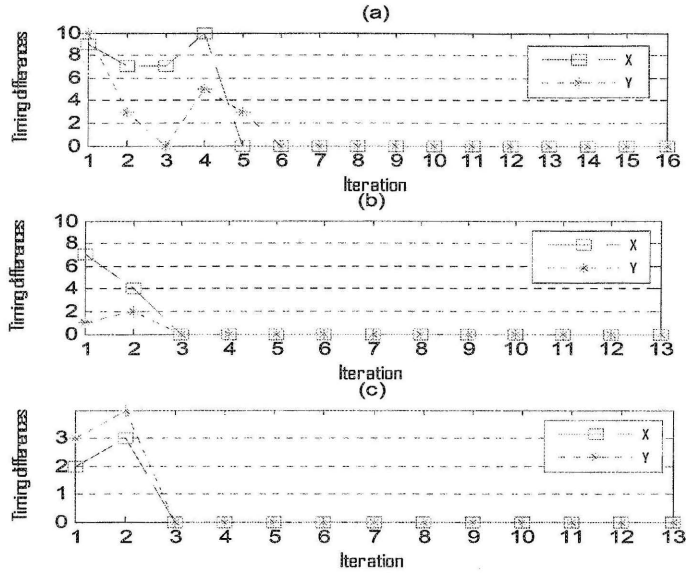 (a)
Timing differences
10
8
6
4
2
0
X
Y
1 2 3 4 5 6 7 8 9 10 11 12 13 14 15 16
Iteration
(b)
Timing differences
10
8
6
4
2
0
X
Y
1 2 3 4 5 6 7 8 9 10 11 12 13
Iteration
(c)
Timing differences
3
2
1
0
X
Y
1 2 3 4 5 6 7 8 9 10 11 12 13
Iteration